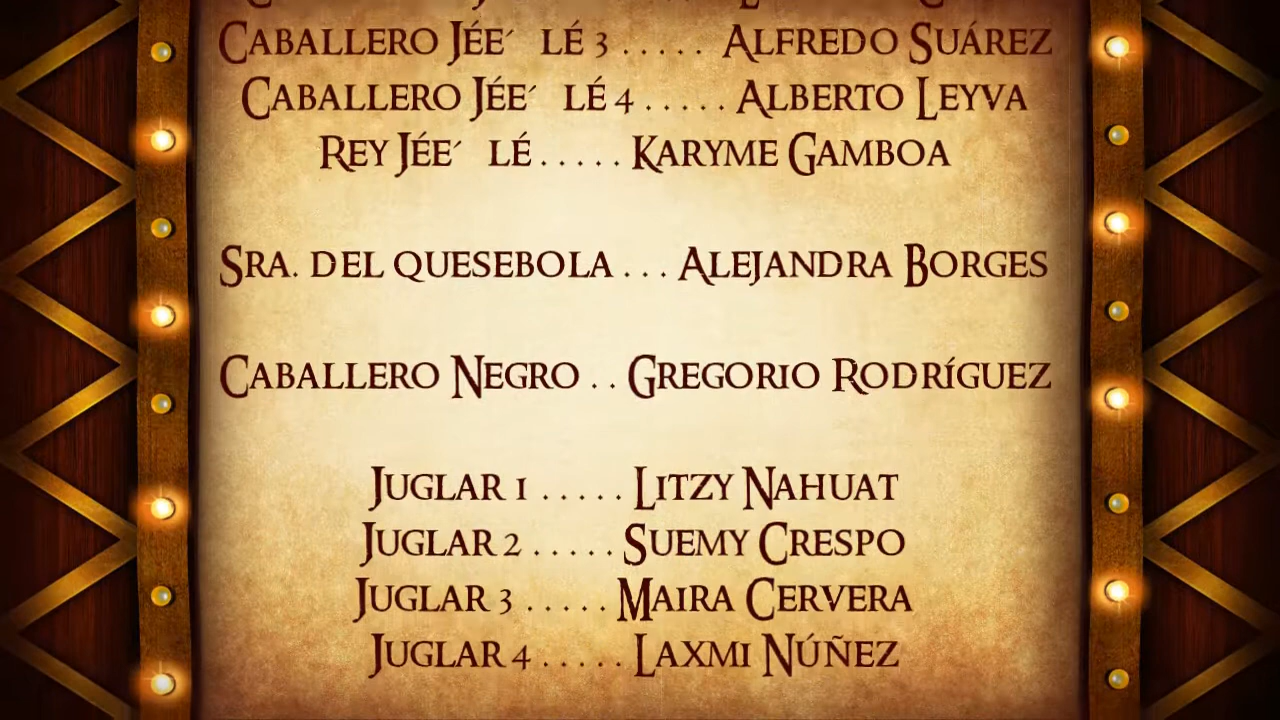 Caballero Jée´ lé 3 . . . . . Alfredo Suárez
Caballero Jée´ lé 4 . . . . . Alberto Leyva
Rey Jée´ lé . . . . . Karyme Gamboa
Sra. del quesebola . . . Alejandra Borges
Caballero Negro . . Gregorio Rodríguez
Juglar 1 . . . . . Litzy Nahuat
Juglar 2 . . . . . Suemy Crespo
Juglar 3 . . . . . Maira Cervera
Juglar 4 . . . . . Laxmi Núñez